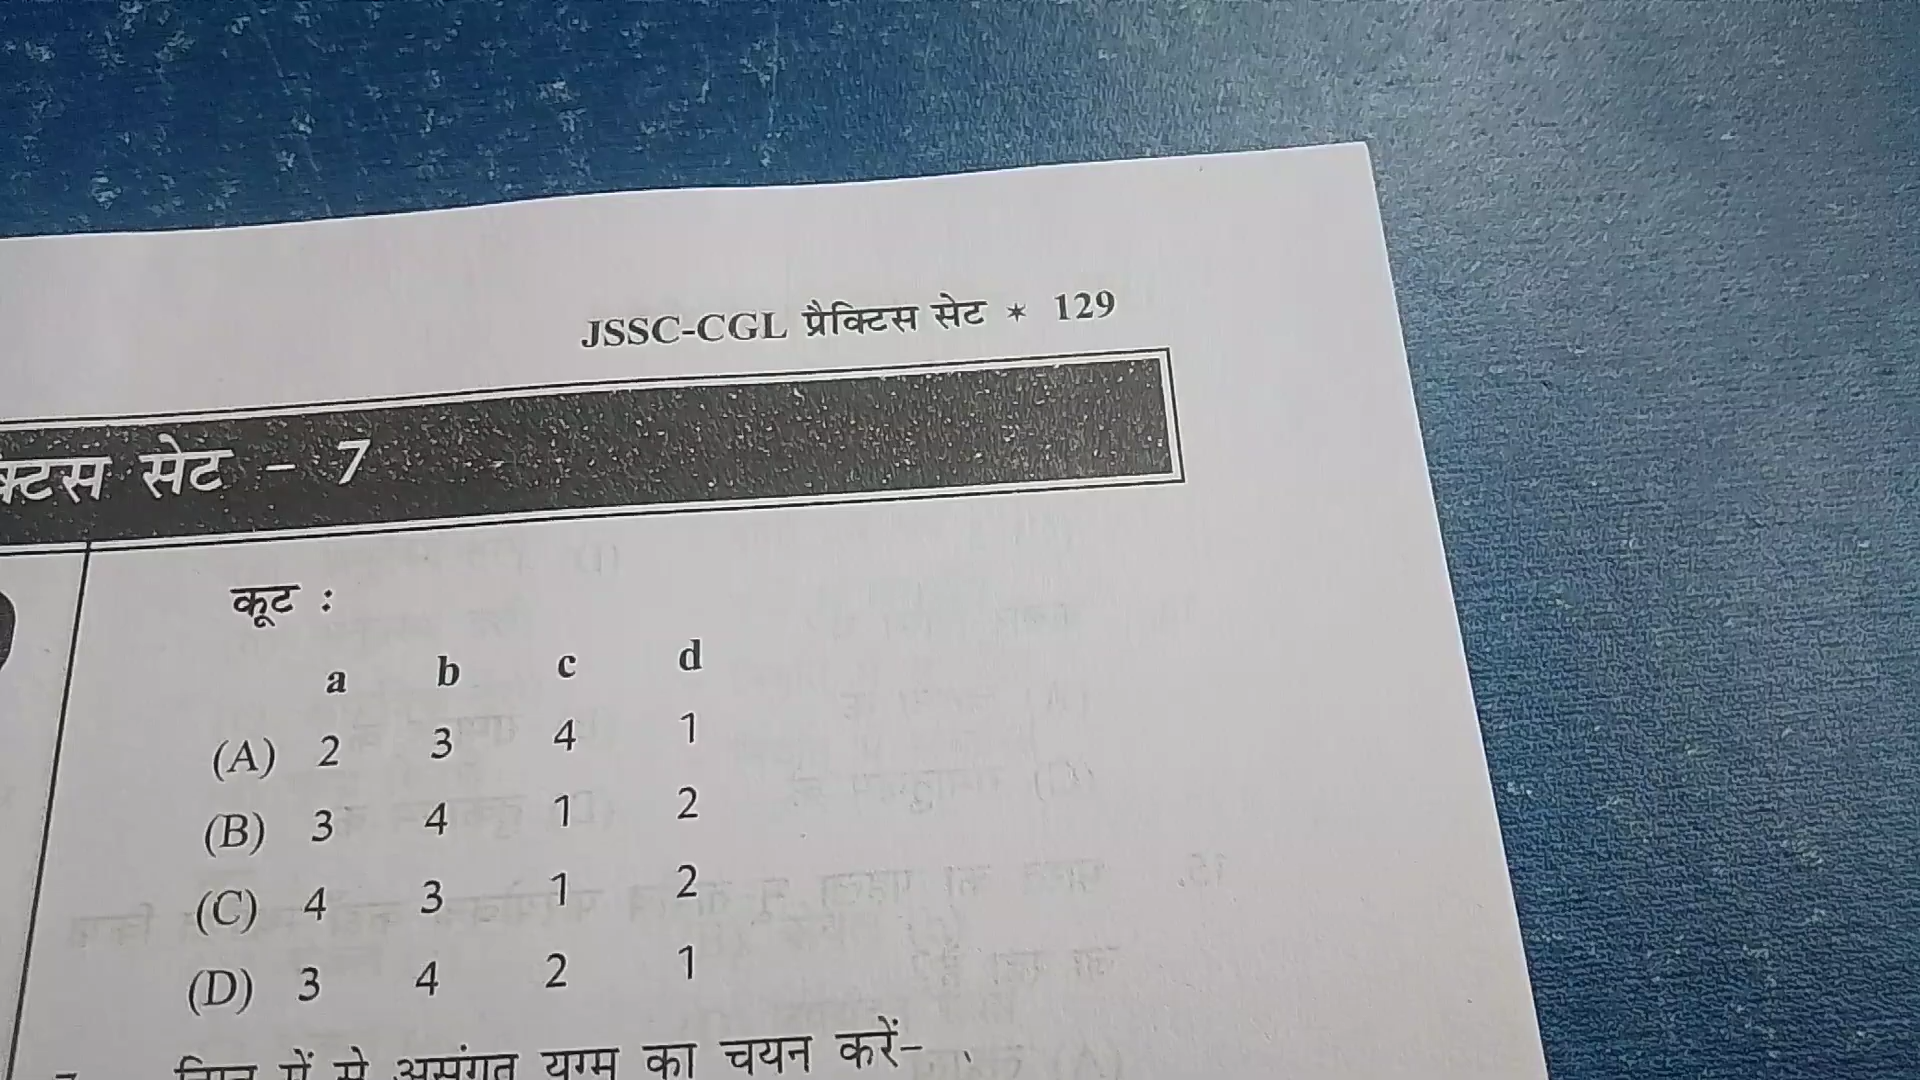 JSSC-CGL प्रैक्टिस सेट * 129
क्टिस सेट - 7
कूट :
a b c d
(A) 2 3 4 1
(B) 3 4 1 2
(C) 4 3 1 2
(D) 3 4 2 1
निम्न में से असंगत युग्म का चयन करें-